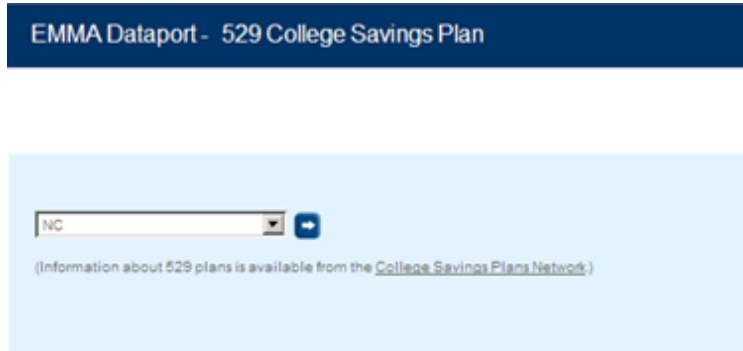 EMMA Dataport - 529 College Savings Plan
NC
(Information about 529 plans is available from the College Savings Plans Network.)